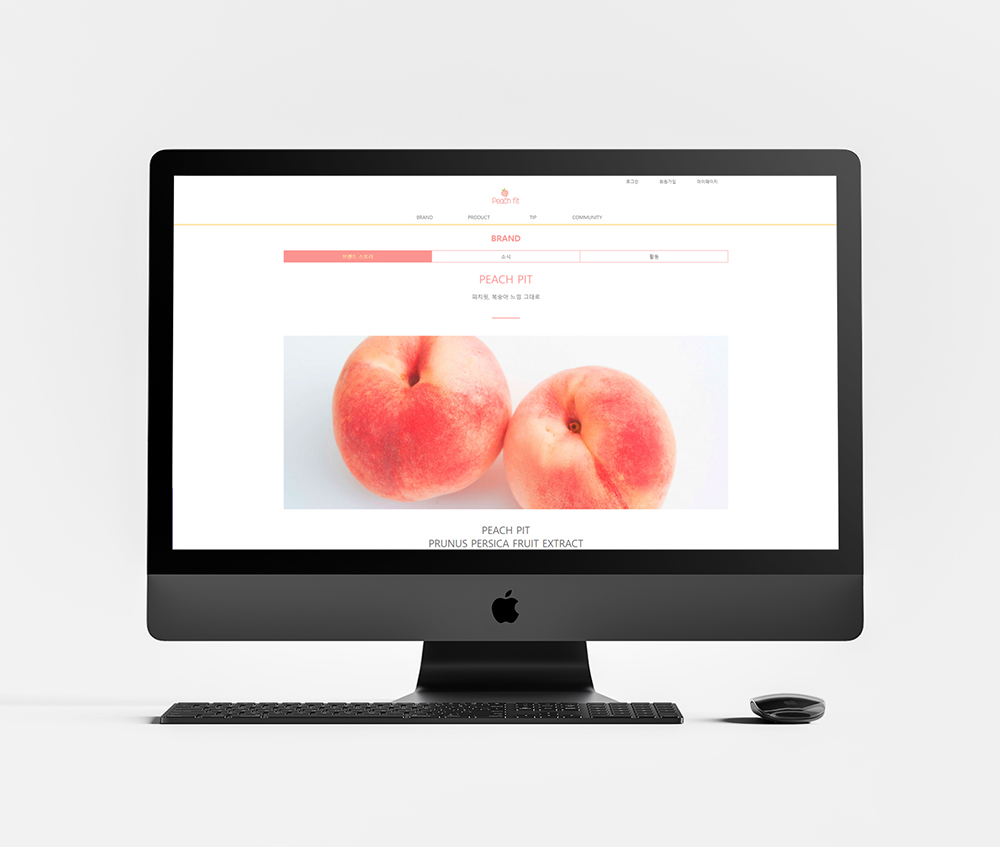 로그인 회원가입 마이페이지
Peach fit
BRAND PRODUCT TIP COMMUNITY
BRAND
브랜드 스토리 소식 활동
PEACH PIT
피치핏, 복숭아 느낌 그대로
PEACH PIT
PRUNUS PERSICA FRUIT EXTRACT